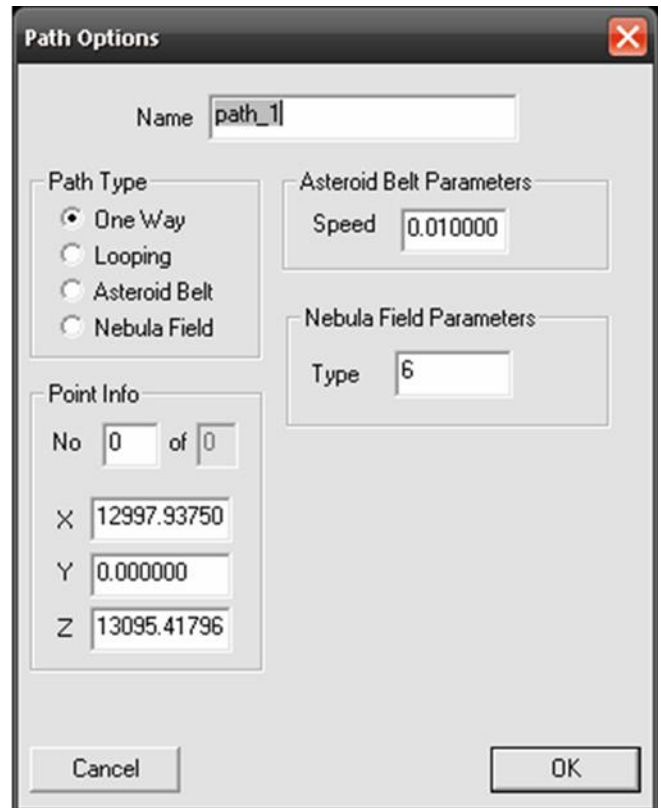 Path Options
Name path_1
Path Type
One Way
Looping
Asteroid Belt
Nebula Field
Asteroid Belt Parameters
Speed 0.010000
Nebula Field Parameters
Type 6
Point Info
No 0 of 0
X 12997.93750
Y 0.000000
Z 13095.41796
Cancel OK